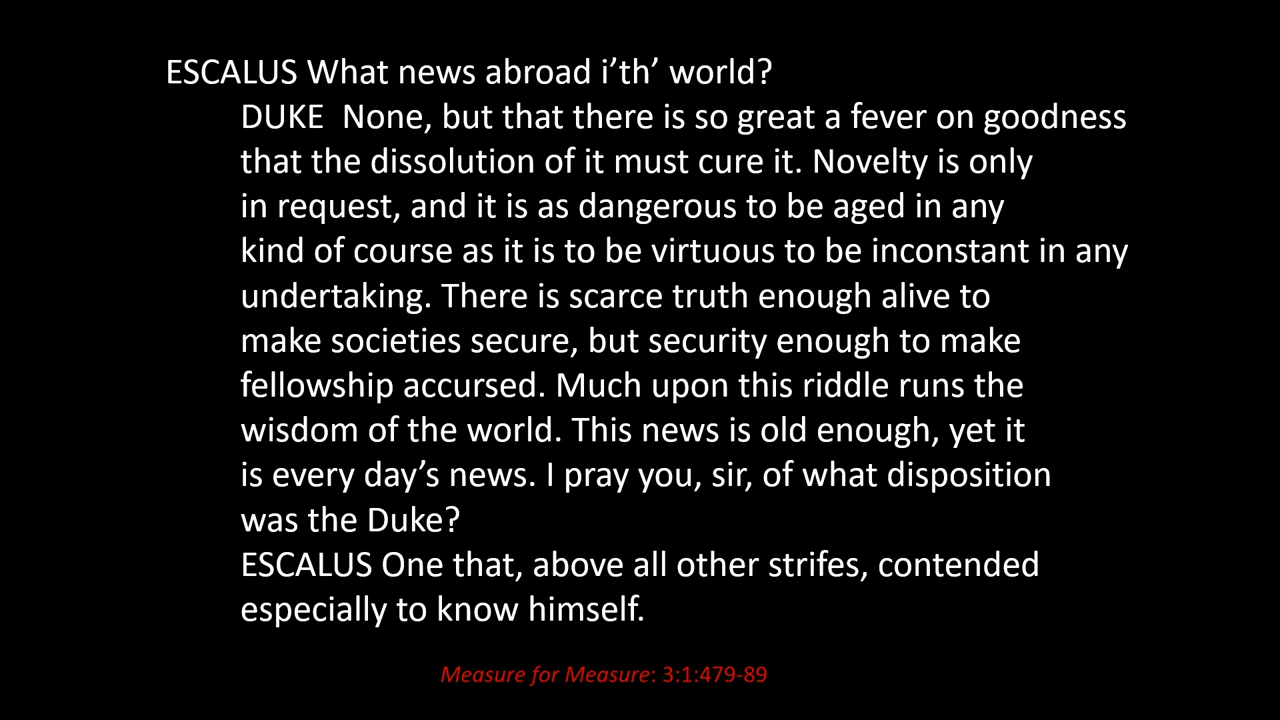 ESCALUS What news abroad i’th’ world?
DUKE  None, but that there is so great a fever on goodness
that the dissolution of it must cure it. Novelty is only
in request, and it is as dangerous to be aged in any
kind of course as it is to be virtuous to be inconstant in any
undertaking. There is scarce truth enough alive to
make societies secure, but security enough to make
fellowship accursed. Much upon this riddle runs the
wisdom of the world. This news is old enough, yet it
is every day’s news. I pray you, sir, of what disposition
was the Duke?
ESCALUS One that, above all other strifes, contended
especially to know himself.
Measure for Measure: 3:1:479-89